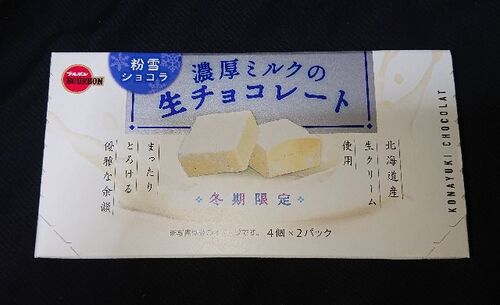 ブルボン
BOURBON
粉雪
ショコラ
濃厚ミルクの
生チョコレート
北海道産
生クリーム
使用
まったり
とろける
優雅な余韻
冬期限定
4個×2パック
KONAYUKI CHOCOLAT